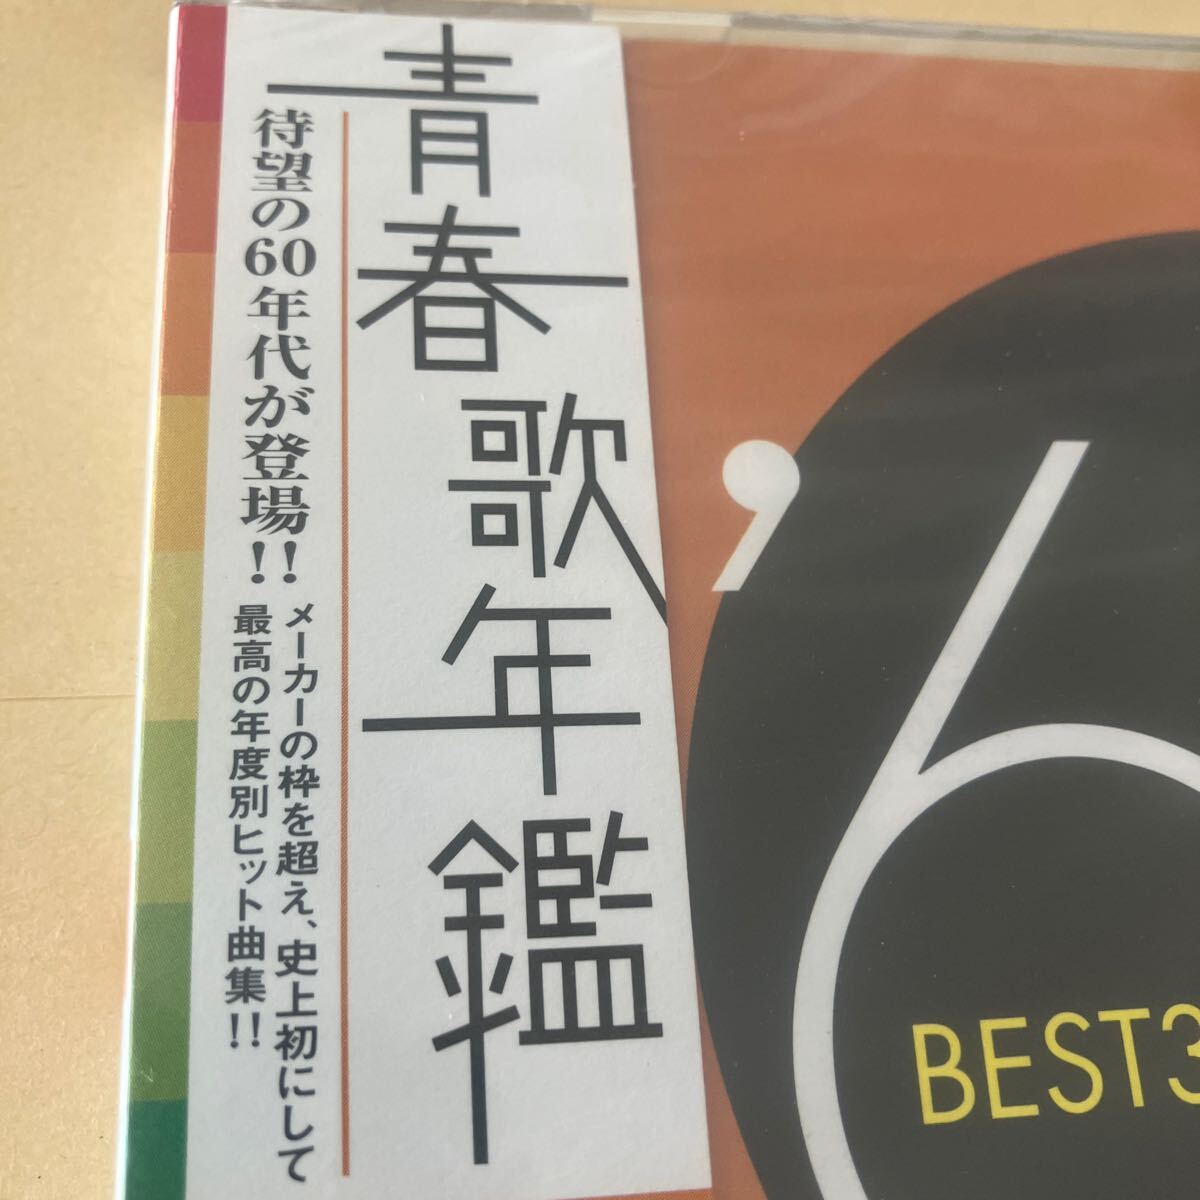 青春歌年鑑
待望の60年代が登場!!
メーカーの枠を超え、史上初にして
最高の年度別ヒット曲集!!
'6
BEST3